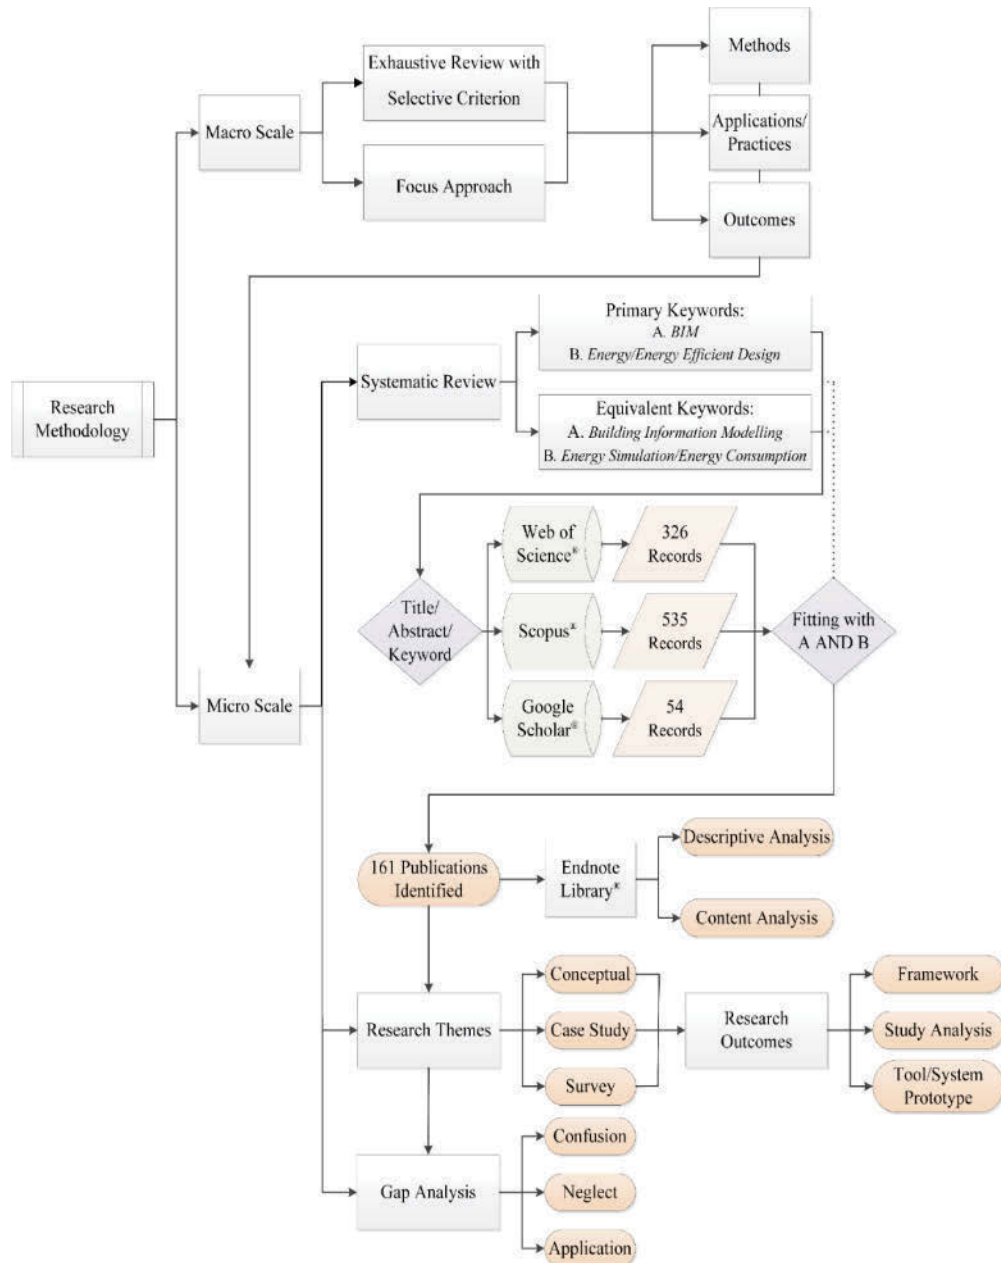 Exhaustive Review with
Selective Criterion
Methods
Macro Scale
Applications/
Practices
Focus Approach
Outcomes
Research
Methodology
Systematic Review
Primary Keywords:
A. BIM
B. Energy/Energy Efficient Design
Equivalent Keywords:
A. Building Information Modelling
B. Energy Simulation/Energy Consumption
Title/
Abstract/
Keyword
Web of
Science®
326
Records
Scopus®
535
Records
Google
Scholar®
54
Records
Fitting with
A AND B
Micro Scale
161 Publications
Identified
Endnote
Library®
Descriptive Analysis
Content Analysis
Research Themes
Conceptual
Case Study
Survey
Research
Outcomes
Framework
Study Analysis
Tool/System
Prototype
Gap Analysis
Confusion
Neglect
Application